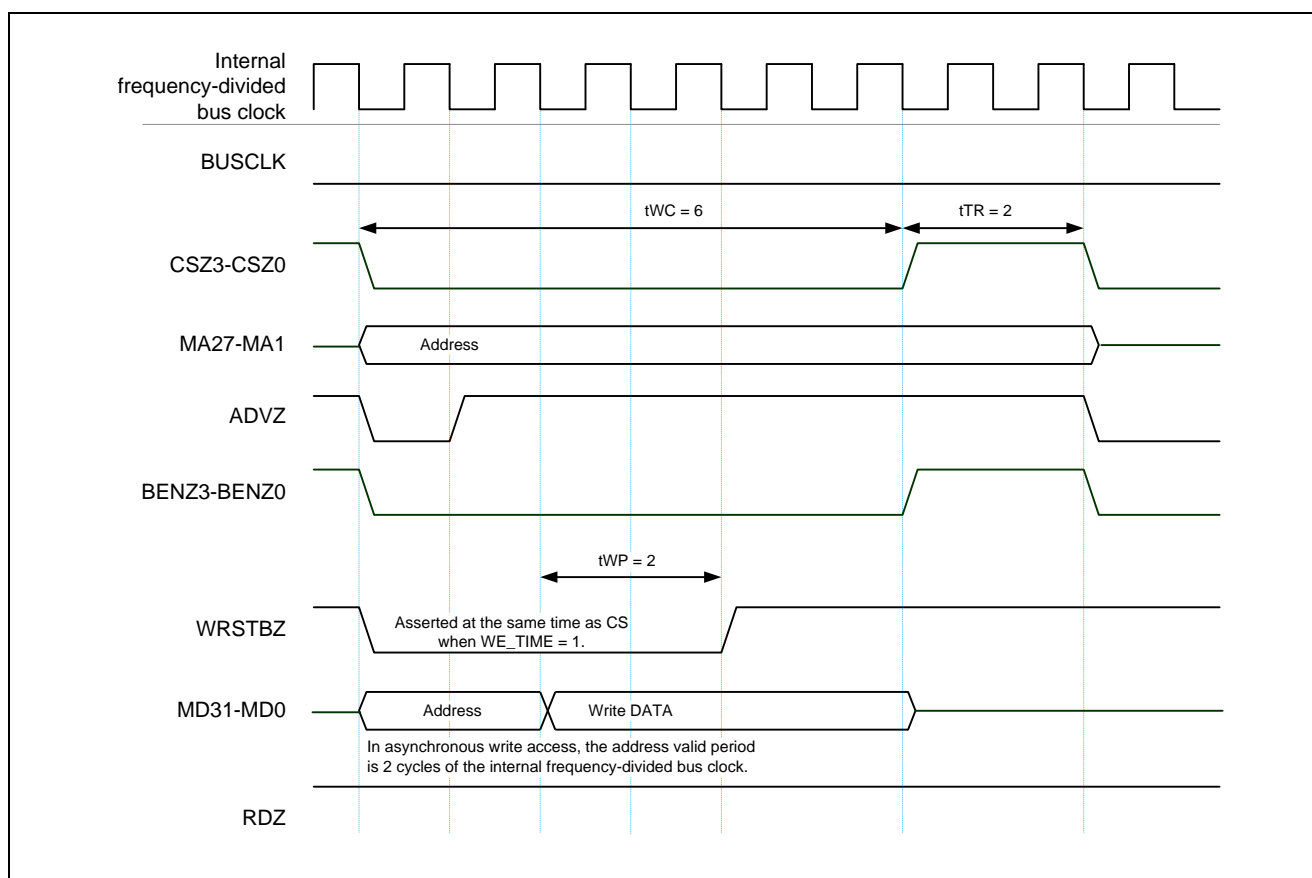 Internal
frequency-divided
bus clock
BUSCLK
tWC = 6
tTR = 2
CSZ3-CSZ0
MA27-MA1
Address
ADVZ
BENZ3-BENZ0
tWP = 2
WRSTBZ
Asserted at the same time as CS
when WE_TIME = 1.
MD31-MD0
Address
Write DATA
In asynchronous write access, the address valid period
is 2 cycles of the internal frequency-divided bus clock.
RDZ